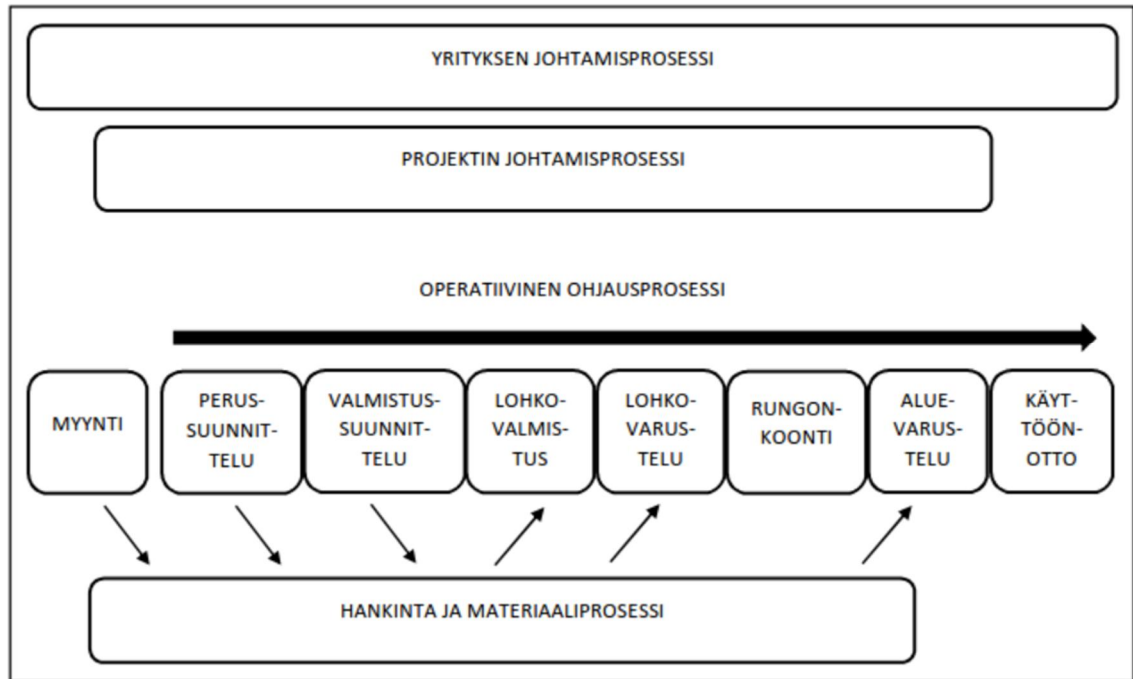 YRITYKSEN JOHTAMISPROSESSI
PROJEKTIN JOHTAMISPROSESSI
OPERATIIVINEN OHJAUSPROSESSI
MYYNTI
PERUS-
SUUNNIT-
TELU
VALMISTUS-
SUUNNIT-
TELU
LOHKO-
VALMIS-
TUS
LOHKO-
VARUS-
TELU
RUNGON-
KOONTI
ALUE-
VARUS-
TELU
KÄYT-
TÖÖN-
OTTO
HANKINTA JA MATERIAALIPROSESSI